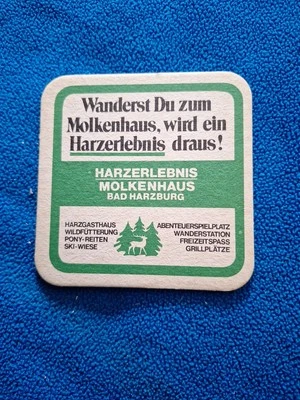 Wanderst Du zum
Molkenhaus, wird ein
Harzerlebnis draus!
HARZERLEBNIS
MOLKENHAUS
BAD HARZBURG
HARZGASTHAUS
WILDFÜTTERUNG
PONY-REITEN
SKI-WIESE
ABENTEUERSPIELPLATZ
WANDERSTATION
FREIZEITSPASS
GRILLPLÄTZE